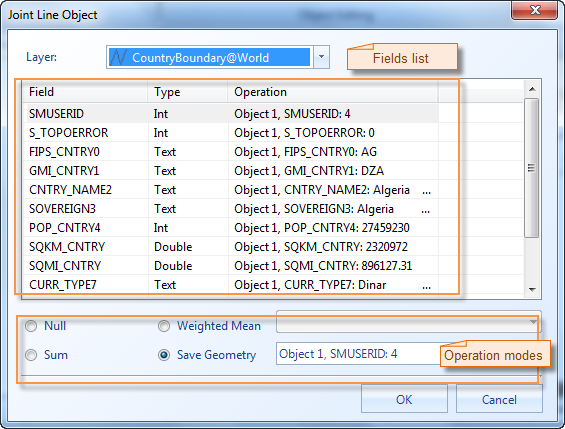 Joint Line Object
Layer: CountryBoundary@World Fields list
Field Type Operation
SMUSERID Int Object 1, SMUSERID: 4
S_TOPOERROR Int Object 1, S_TOPOERROR: 0
FIPS_CNTRY0 Text Object 1, FIPS_CNTRY0: AG
GMI_CNTRY1 Text Object 1, GMI_CNTRY1: DZA
CNTRY_NAME2 Text Object 1, CNTRY_NAME2: Algeria ...
SOVEREIGN3 Text Object 1, SOVEREIGN3: Algeria ...
POP_CNTRY4 Int Object 1, POP_CNTRY4: 27459230
SQKM_CNTRY Double Object 1, SQKM_CNTRY: 2320972
SQMI_CNTRY Double Object 1, SQMI_CNTRY: 896127.31
CURR_TYPE7 Text Object 1, CURR_TYPE7: Dinar ...
Null Weighted Mean
Sum Save Geometry Object 1, SMUSERID: 4 Operation modes
OK Cancel